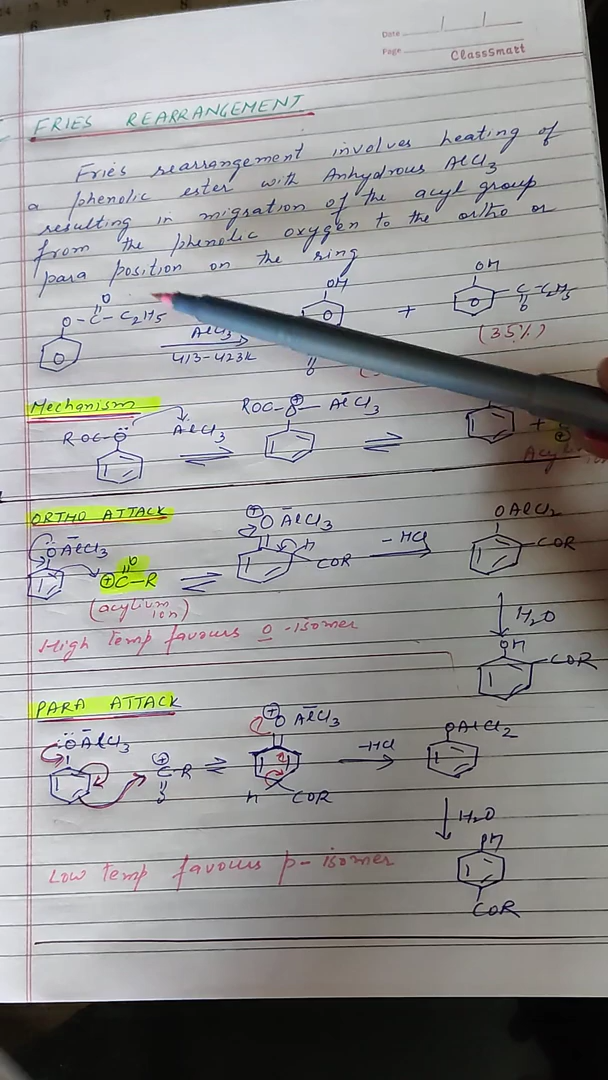 Date
Page
ClassSmart
FRIES REARRANGEMENT
Fries rearrangement involves heating of
a phenolic ester with Anhydrous AlCl3
resulting in migration of the acyl group
from the phenolic oxygen to the ortho or
para position on the ring
O
O-C-C2H5
AlCl3
413-423K
OH
+
OH
C-C2H5
O
(35%)
Mechanism
ROC-O
AlCl3
ROC-O-AlCl3
⊕
+
ORTHO ATTACK
OAlCl3
⊕C-R
O
(acylium ion)
⊕
O AlCl3
H
COR
-HCl
OAlCl2
COR
H2O
OH
COR
High temp favours o-isomer
PARA ATTACK
OAlCl3
⊕
C-R
O
⊕
O AlCl3
H
COR
-HCl
OAlCl2
H2O
OH
COR
Low temp favours p-isomer